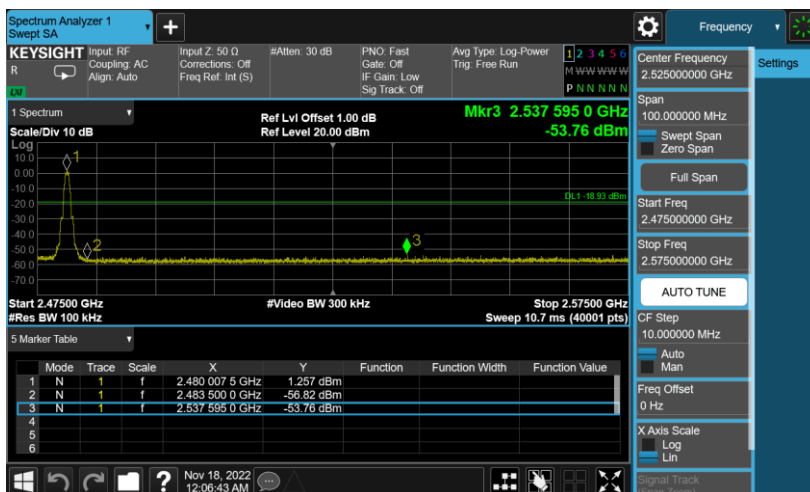 Spectrum Analyzer 1
Swept SA
+
Frequency
KEYSIGHT
R
LXI
Input: RF
Coupling: AC
Align: Auto
Input Z: 50 Ω
Corrections: Off
Freq Ref: Int (S)
#Atten: 30 dB
PNO: Fast
Gate: Off
IF Gain: Low
Sig Track: Off
Avg Type: Log-Power
Trig: Free Run
1 2 3 4 5 6
M W W W W W
P N N N N N
1 Spectrum
Scale/Div 10 dB
Ref Lvl Offset 1.00 dB
Ref Level 20.00 dBm
Mkr3 2.537 595 0 GHz
-53.76 dBm
Log
10.0
0.00
-10.0
-20.0
-30.0
-40.0
-50.0
-60.0
-70.0
1
2
3
DL1 -18.93 dBm
Start 2.47500 GHz
#Res BW 100 kHz
#Video BW 300 kHz
Stop 2.57500 GHz
Sweep 10.7 ms (40001 pts)
5 Marker Table
Mode Trace Scale X Y Function Function Width Function Value
1 N 1 f 2.480 007 5 GHz 1.257 dBm
2 N 1 f 2.483 500 0 GHz -56.82 dBm
3 N 1 f 2.537 595 0 GHz -53.76 dBm
4
5
6
?
Nov 18, 2022
12:06:43 AM
Center Frequency
2.525000000 GHz
Settings
Span
100.000000 MHz
Swept Span
Zero Span
Full Span
Start Freq
2.475000000 GHz
Stop Freq
2.575000000 GHz
AUTO TUNE
CF Step
10.000000 MHz
Auto
Man
Freq Offset
0 Hz
X Axis Scale
Log
Lin
Signal Track